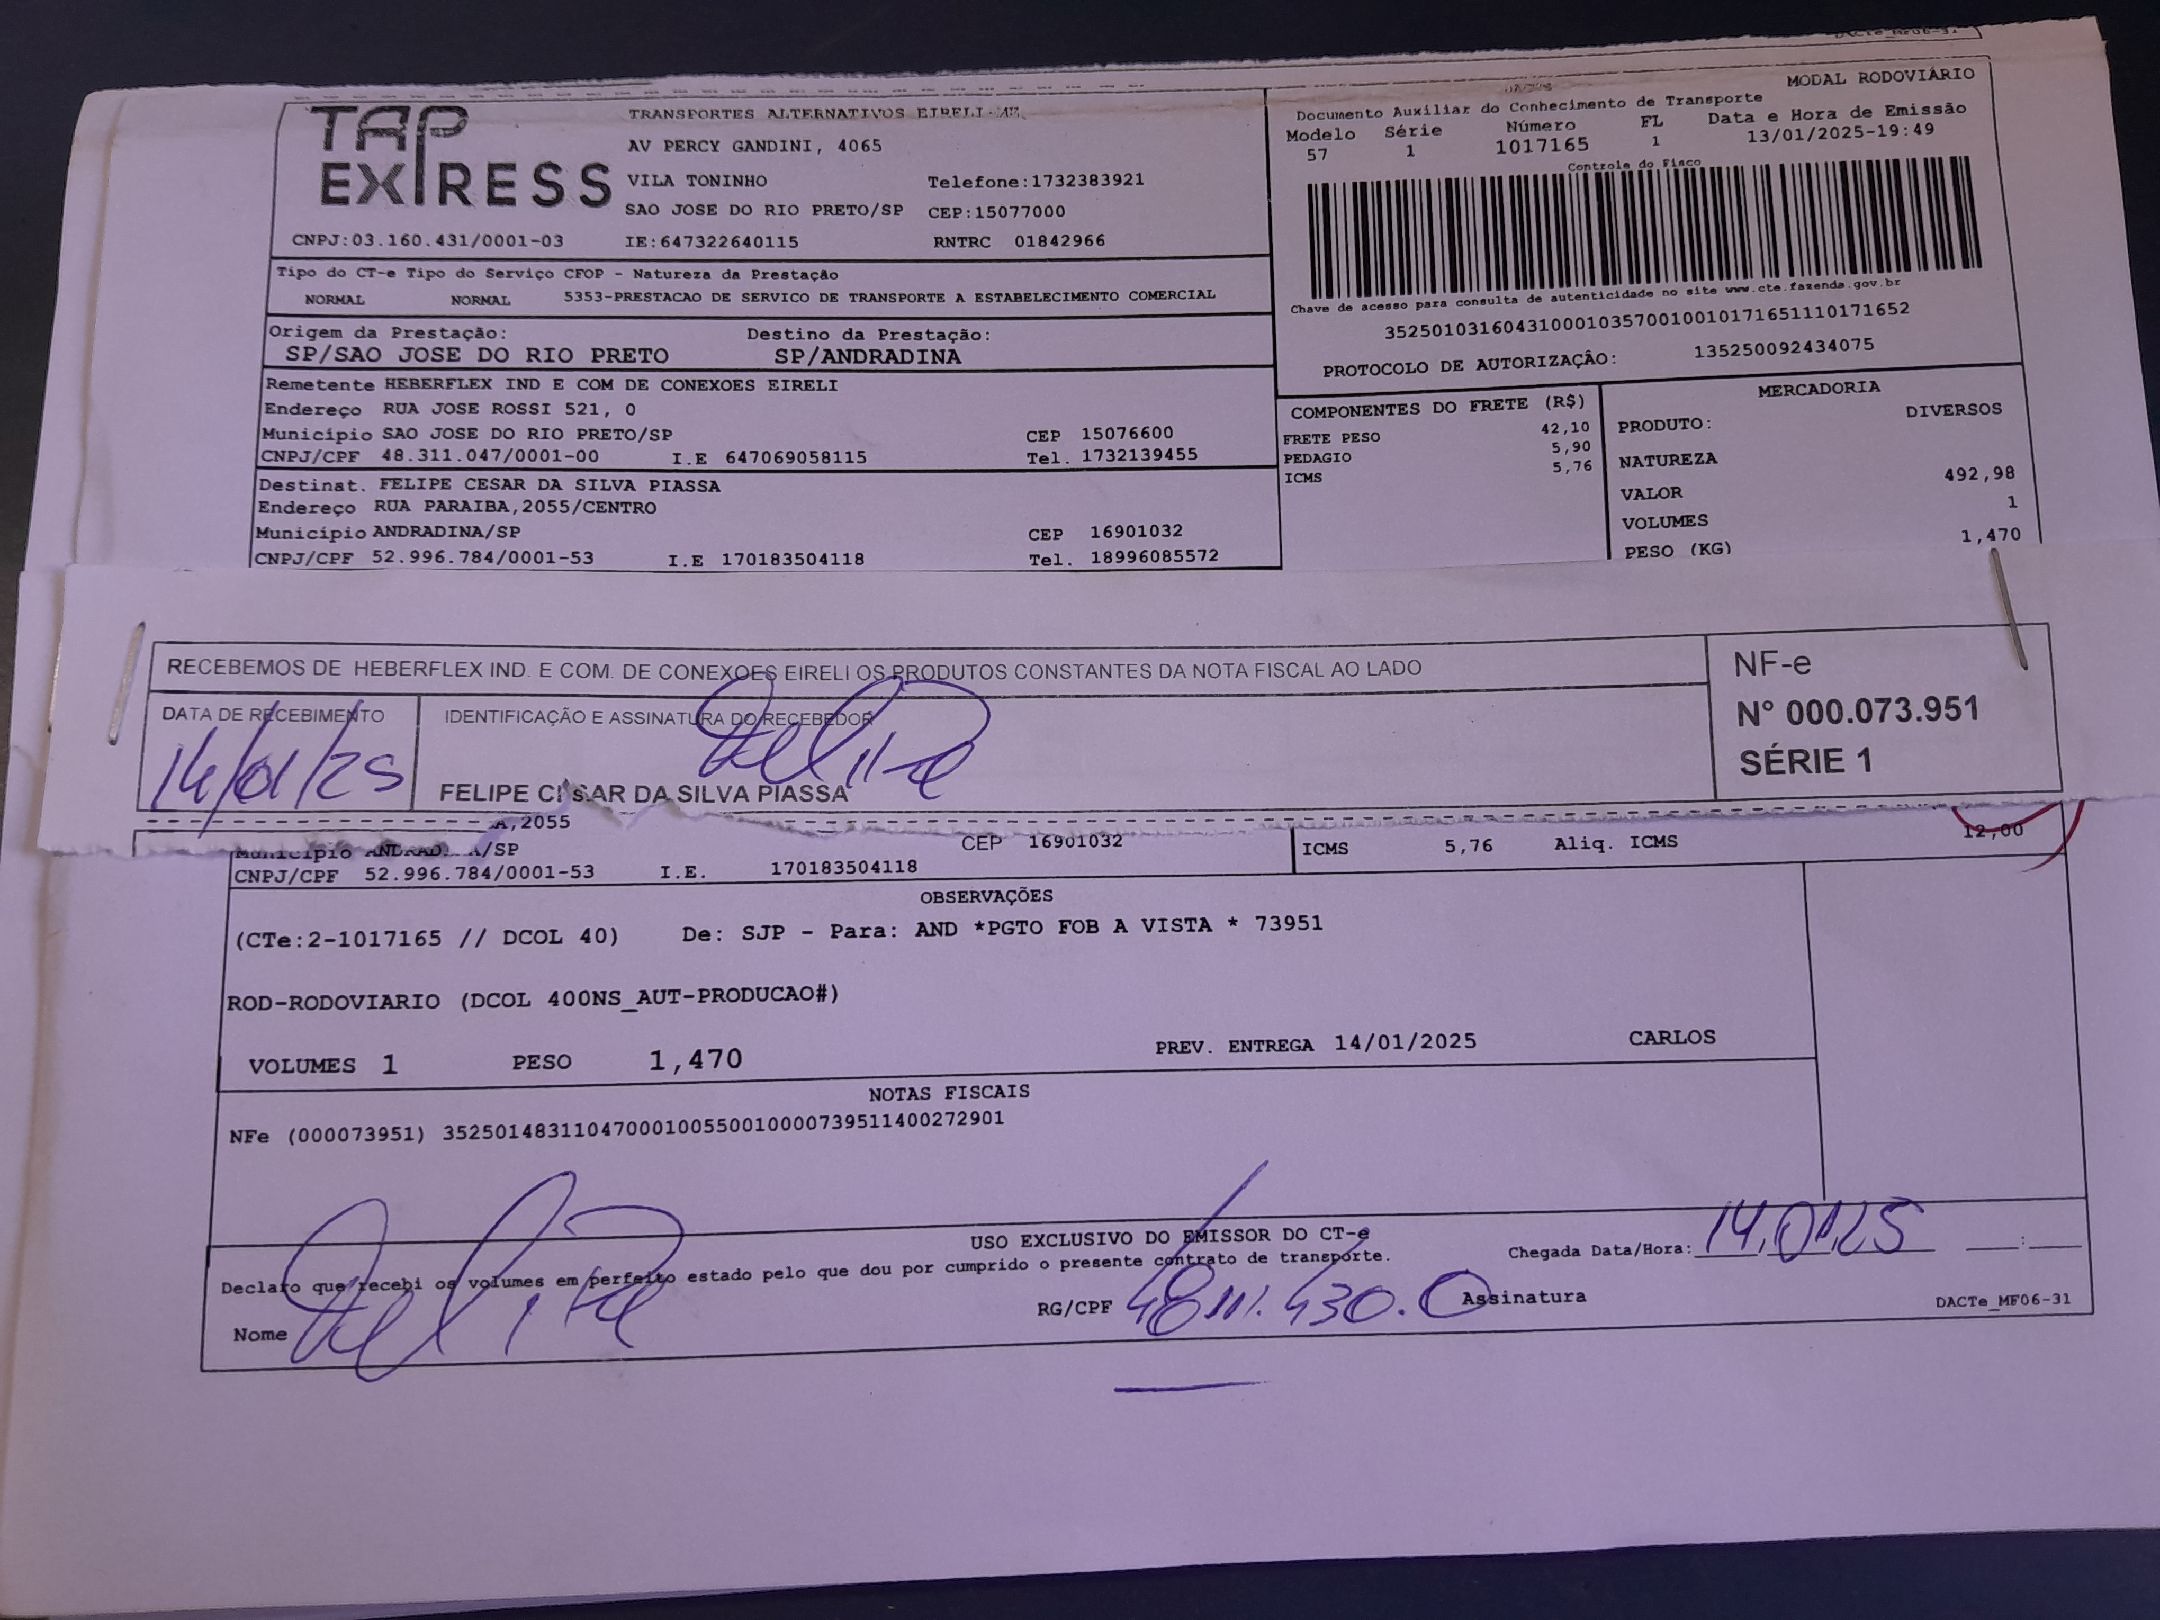 DACTe_MF06-31
TAP EXPRESS
TRANSPORTES ALTERNATIVOS EIRELI-ME
AV PERCY GANDINI, 4065
VILA TONINHO Telefone:1732383921
SAO JOSE DO RIO PRETO/SP CEP:15077000
CNPJ:03.160.431/0001-03 IE:647322640115 RNTRC 01842966
MODAL RODOVIÁRIO
Documento Auxiliar do Conhecimento de Transporte
Modelo Série Número FL Data e Hora de Emissão
57 1 1017165 1 13/01/2025-19:49
Controle do Fisco
Chave de acesso para consulta de autenticidade no site www.cte.fazenda.gov.br
35250103160431000103570010010171651110171652
PROTOCOLO DE AUTORIZAÇÂO: 135250092434075
Tipo do CT-e Tipo do Serviço CFOP - Natureza da Prestação
NORMAL NORMAL 5353-PRESTACAO DE SERVICO DE TRANSPORTE A ESTABELECIMENTO COMERCIAL
Origem da Prestação: Destino da Prestação:
SP/SAO JOSE DO RIO PRETO SP/ANDRADINA
Remetente HEBERFLEX IND E COM DE CONEXOES EIRELI
Endereço RUA JOSE ROSSI 521, 0
Município SAO JOSE DO RIO PRETO/SP CEP 15076600
CNPJ/CPF 48.311.047/0001-00 I.E 647069058115 Tel. 1732139455
Destinat. FELIPE CESAR DA SILVA PIASSA
Endereço RUA PARAIBA,2055/CENTRO
Município ANDRADINA/SP CEP 16901032
CNPJ/CPF 52.996.784/0001-53 I.E 170183504118 Tel. 18996085572
COMPONENTES DO FRETE (R$)
FRETE PESO 42,10
PEDAGIO 5,90
ICMS 5,76
MERCADORIA
PRODUTO: DIVERSOS
NATUREZA
VALOR 492,98
VOLUMES 1
PESO (KG) 1,470
RECEBEMOS DE HEBERFLEX IND. E COM. DE CONEXOES EIRELI OS PRODUTOS CONSTANTES DA NOTA FISCAL AO LADO
DATA DE RECEBIMENTO IDENTIFICAÇÃO E ASSINATURA DO RECEBEDOR
14/01/25 Felipe
FELIPE CESAR DA SILVA PIASSA
NF-e
N° 000.073.951
SÉRIE 1
A,2055
Município ANDRAD A/SP CEP 16901032
CNPJ/CPF 52.996.784/0001-53 I.E. 170183504118
ICMS 5,76 Aliq. ICMS 12,00
OBSERVAÇÕES
(CTe:2-1017165 // DCOL 40) De: SJP - Para: AND *PGTO FOB A VISTA * 73951
ROD-RODOVIARIO (DCOL 400NS_AUT-PRODUCAO#)
VOLUMES 1 PESO 1,470 PREV. ENTREGA 14/01/2025 CARLOS
NOTAS FISCAIS
NFe (000073951) 35250148311047000100550010000739511400272901
USO EXCLUSIVO DO EMISSOR DO CT-e
Declaro que recebi os volumes em perfeito estado pelo que dou por cumprido o presente contrato de transporte.
Chegada Data/Hora: 14.01.25 :
Nome Felipe RG/CPF Assinatura
DACTe_MF06-31